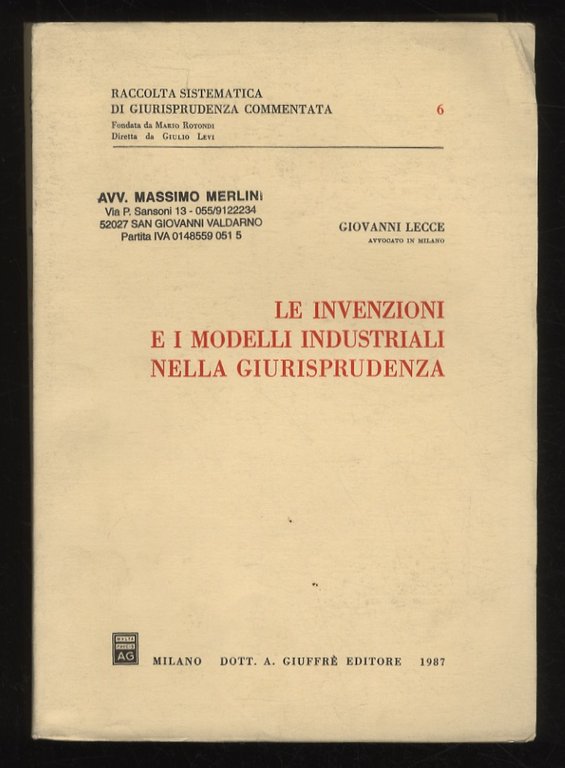 RACCOLTA SISTEMATICA
DI GIURISPRUDENZA COMMENTATA 6
Fondata da MARIO ROTONDI
Diretta da GIULIO LEVI
AVV. MASSIMO MERLINI
Via P. Sansoni 13 - 055/9122234
52027 SAN GIOVANNI VALDARNO
Partita IVA 0148559 051 5
GIOVANNI LECCE
AVVOCATO IN MILANO
LE INVENZIONI
E I MODELLI INDUSTRIALI
NELLA GIURISPRUDENZA
MULTA
PAUCIS
AG
MILANO DOTT. A. GIUFFRÈ EDITORE 1987